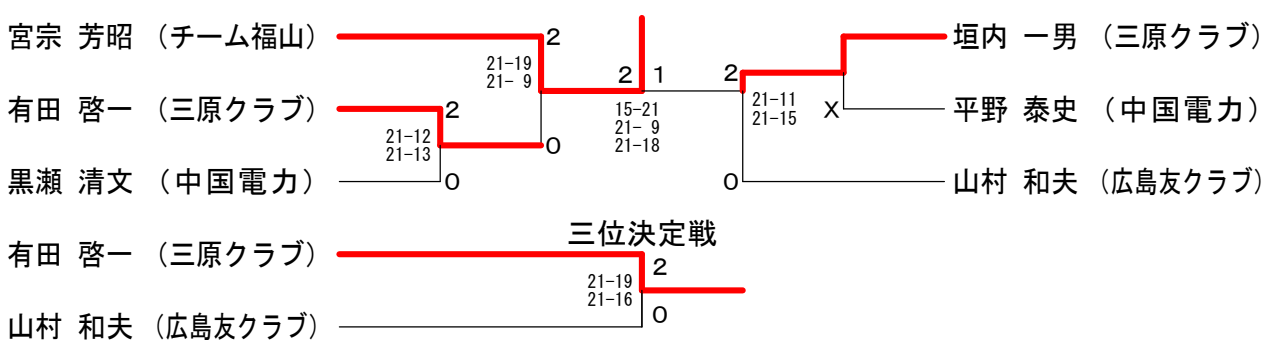 宮宗 芳昭 （チーム福山）
2
21-19
21- 9
有田 啓一 （三原クラブ）
2
21-12
21-13
0
黒瀬 清文 （中国電力）
0
2
1
15-21
21- 9
21-18
垣内 一男 （三原クラブ）
2
21-11
21-15
X
平野 泰史 （中国電力）
0
山村 和夫 （広島友クラブ）
三位決定戦
有田 啓一 （三原クラブ）
2
21-19
21-16
山村 和夫 （広島友クラブ）
0